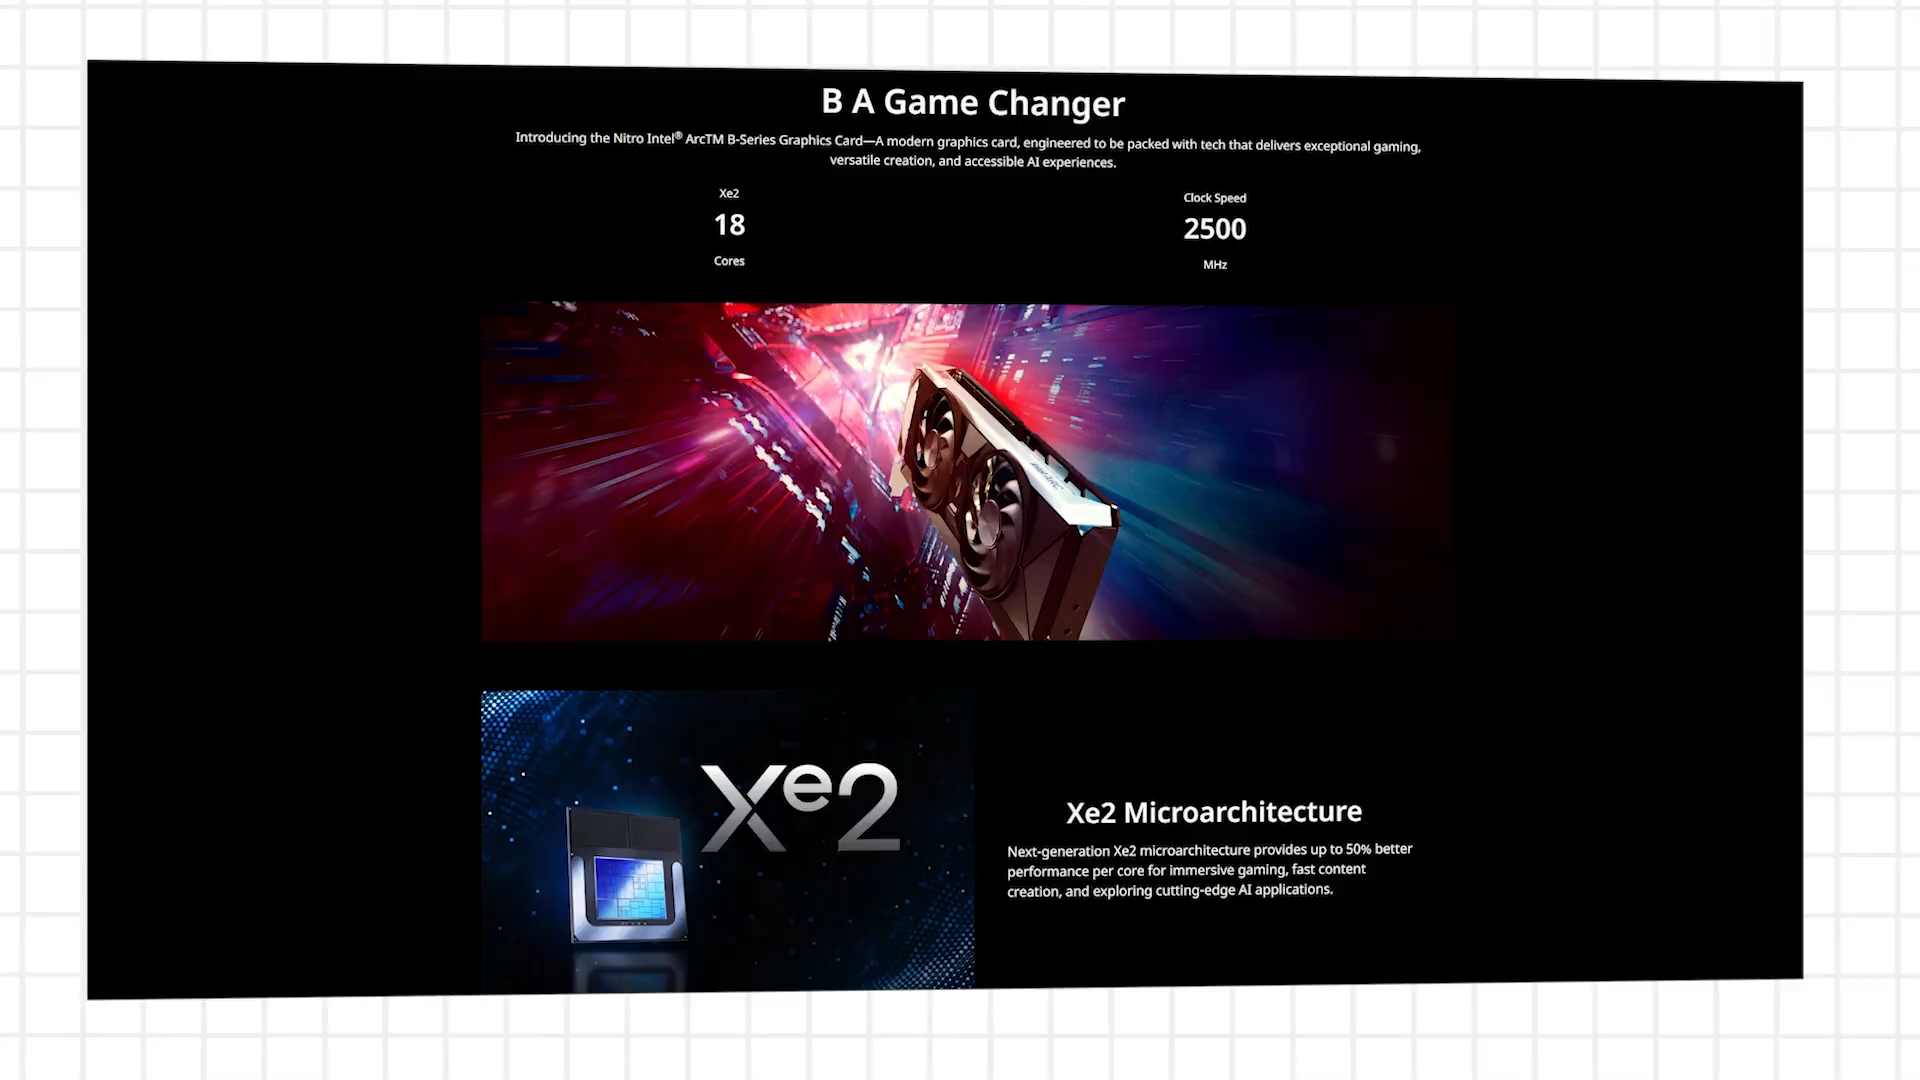 B A Game Changer
Introducing the Nitro Intel® ArcTM B-Series Graphics Card—A modern graphics card, engineered to be packed with tech that delivers exceptional gaming,
versatile creation, and accessible AI experiences.
Xe2
18
Cores
Clock Speed
2500
MHz
Xe2
Xe2 Microarchitecture
Next-generation Xe2 microarchitecture provides up to 50% better
performance per core for immersive gaming, fast content
creation, and exploring cutting-edge AI applications.